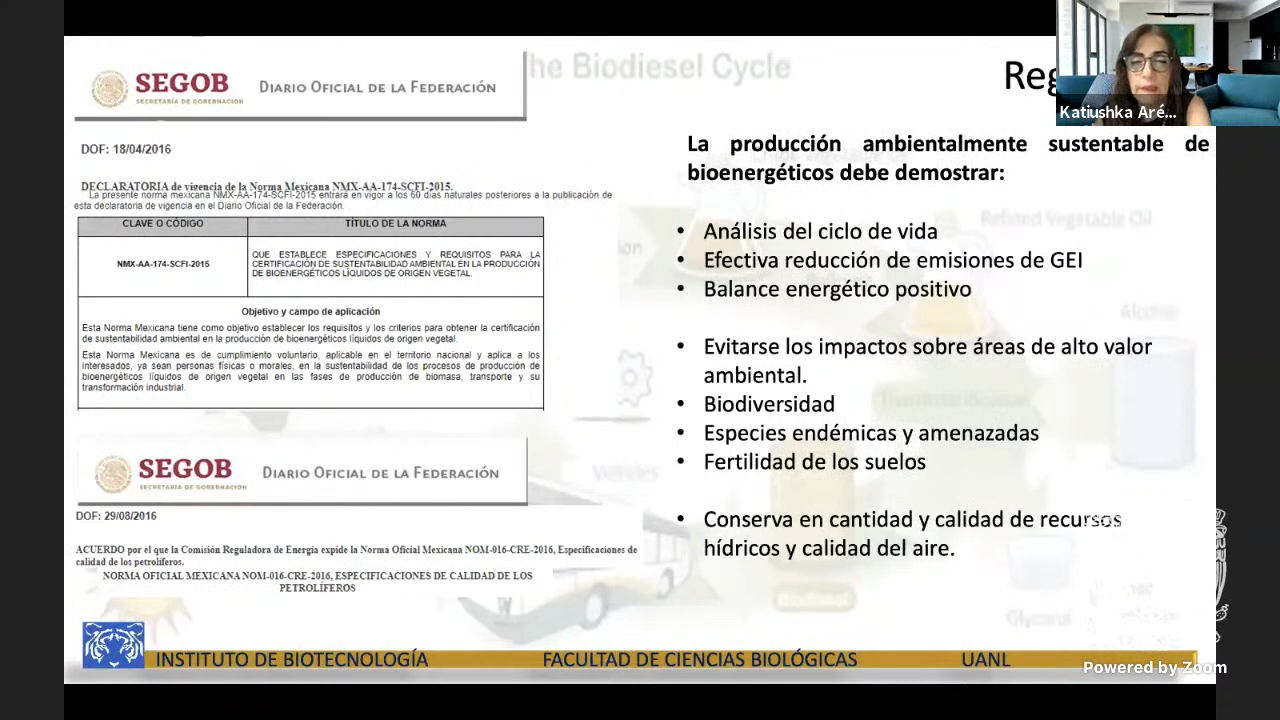 SEGOB
SECRETARÍA DE GOBERNACIÓN
DIARIO OFICIAL DE LA FEDERACIÓN
he Biodiesel Cycle
Reg
Katiushka Aré...
DOF: 18/04/2016
DECLARATORIA de vigencia de la Norma Mexicana NMX-AA-174-SCFI-2015.
La presente norma mexicana NMX-AA-174-SCFI-2015 entrará en vigor a los 60 días naturales posteriores a la publicación de
esta declaratoria de vigencia en el Diario Oficial de la Federación.
CLAVE O CÓDIGO
TÍTULO DE LA NORMA
NMX-AA-174-SCFI-2015
QUE ESTABLECE ESPECIFICACIONES Y REQUISITOS PARA LA
CERTIFICACIÓN DE SUSTENTABILIDAD AMBIENTAL EN LA PRODUCCIÓN
DE BIOENERGÉTICOS LÍQUIDOS DE ORIGEN VEGETAL.
Objetivo y campo de aplicación
Esta Norma Mexicana tiene como objetivo establecer los requisitos y los criterios para obtener la certificación
de sustentabilidad ambiental en la producción de bioenergéticos líquidos de origen vegetal.
Esta Norma Mexicana es de cumplimiento voluntario, aplicable en el territorio nacional y aplica a los
interesados, ya sean personas físicas o morales, en la sustentabilidad de los procesos de producción de
bioenergéticos líquidos de origen vegetal en las fases de producción de biomasa, transporte y su
transformación industrial.
SEGOB
SECRETARÍA DE GOBERNACIÓN
DIARIO OFICIAL DE LA FEDERACIÓN
DOF: 29/08/2016
ACUERDO por el que la Comisión Reguladora de Energía expide la Norma Oficial Mexicana NOM-016-CRE-2016, Especificaciones de
calidad de los petrolíferos.
NORMA OFICIAL MEXICANA NOM-016-CRE-2016, ESPECIFICACIONES DE CALIDAD DE LOS
PETROLÍFEROS
La producción ambientalmente sustentable de
bioenergéticos debe demostrar:
• Análisis del ciclo de vida
• Efectiva reducción de emisiones de GEI
• Balance energético positivo
• Evitarse los impactos sobre áreas de alto valor
ambiental.
• Biodiversidad
• Especies endémicas y amenazadas
• Fertilidad de los suelos
• Conserva en cantidad y calidad de recursos
hídricos y calidad del aire.
Refined Vegetable Oil
Alcohol
Transesterification
Vehicles
Biodiesel
Glycerol
INSTITUTO DE BIOTECNOLOGÍA
FACULTAD DE CIENCIAS BIOLÓGICAS
UANL
Powered by Zoom